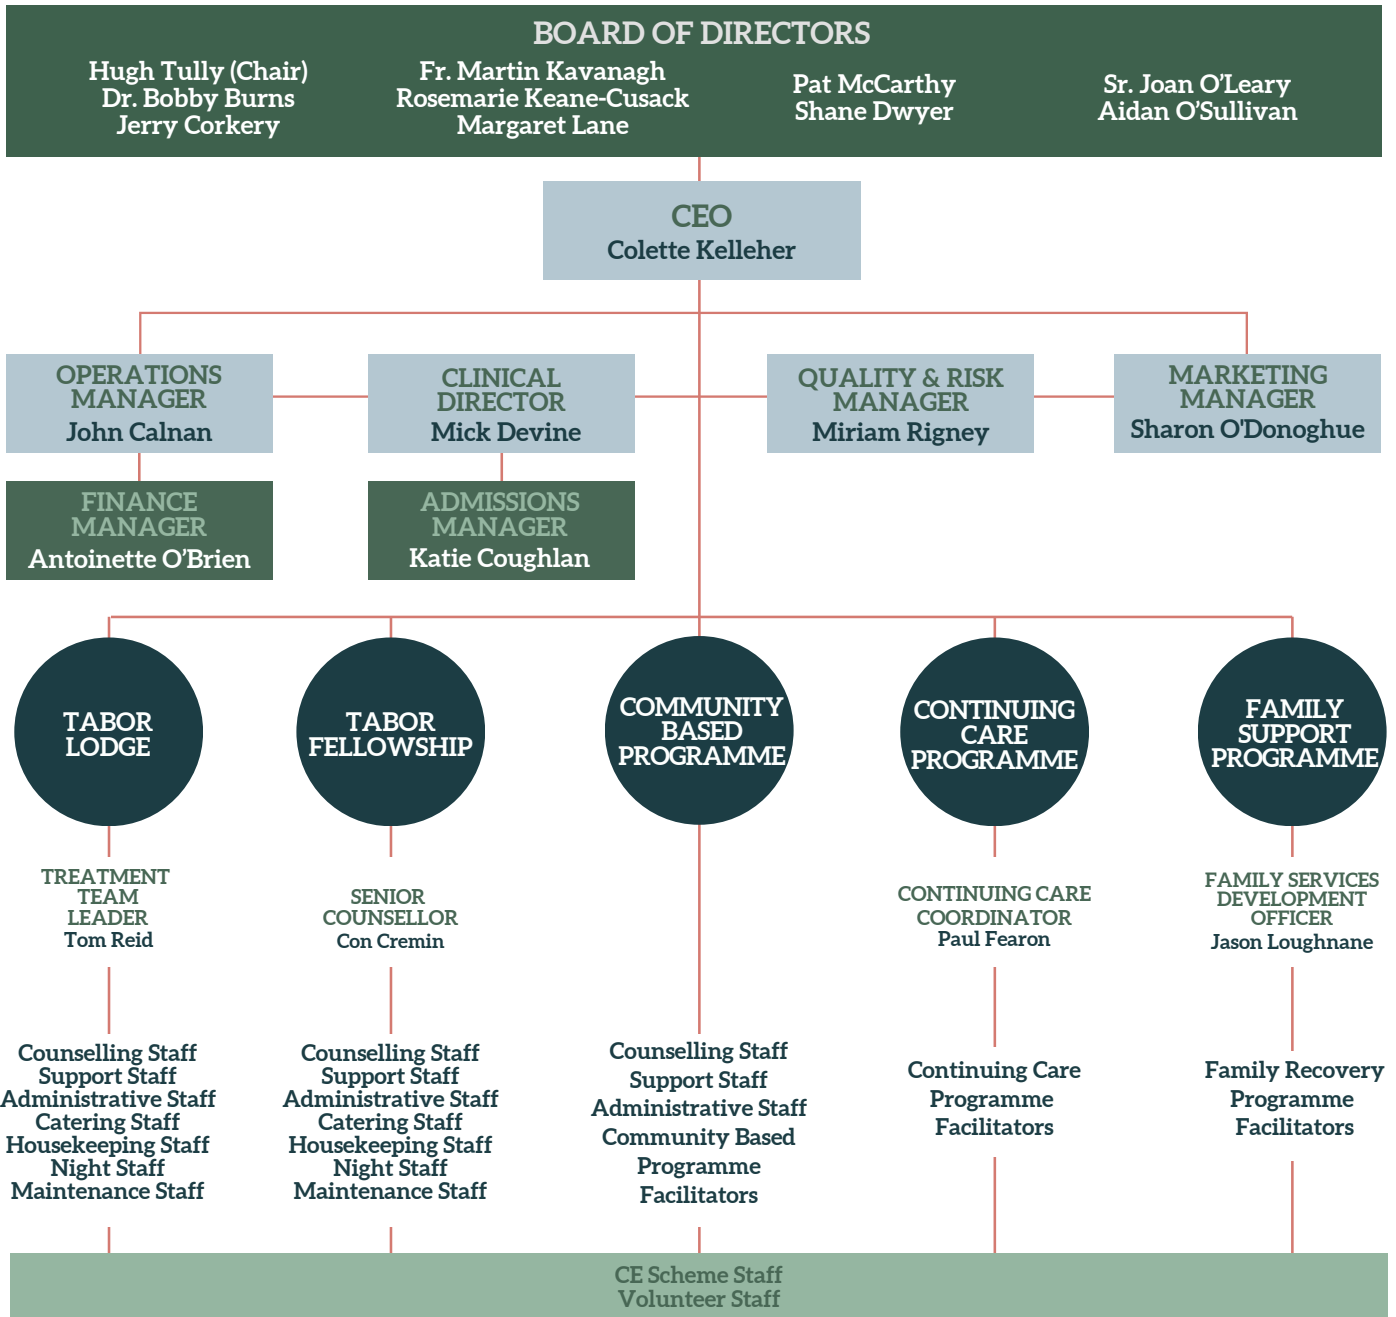 BOARD OF DIRECTORS
Hugh Tully (Chair)
Dr. Bobby Burns
Jerry Corkery
Fr. Martin Kavanagh
Rosemarie Keane-Cusack
Margaret Lane
Pat McCarthy
Shane Dwyer
Sr. Joan O’Leary
Aidan O’Sullivan
CEO
Colette Kelleher
OPERATIONS
MANAGER
John Calnan
CLINICAL
DIRECTOR
Mick Devine
QUALITY & RISK
MANAGER
Miriam Rigney
MARKETING
MANAGER
Sharon O'Donoghue
FINANCE
MANAGER
Antoinette O’Brien
ADMISSIONS
MANAGER
Katie Coughlan
TABOR
LODGE
TABOR
FELLOWSHIP
COMMUNITY
BASED
PROGRAMME
CONTINUING
CARE
PROGRAMME
FAMILY
SUPPORT
PROGRAMME
TREATMENT
TEAM
LEADER
Tom Reid
SENIOR
COUNSELLOR
Con Cremin
CONTINUING CARE
COORDINATOR
Paul Fearon
FAMILY SERVICES
DEVELOPMENT
OFFICER
Jason Loughnane
Counselling Staff
Support Staff
Administrative Staff
Catering Staff
Housekeeping Staff
Night Staff
Maintenance Staff
Counselling Staff
Support Staff
Administrative Staff
Catering Staff
Housekeeping Staff
Night Staff
Maintenance Staff
Counselling Staff
Support Staff
Administrative Staff
Community Based
Programme
Facilitators
Continuing Care
Programme
Facilitators
Family Recovery
Programme
Facilitators
CE Scheme Staff
Volunteer Staff